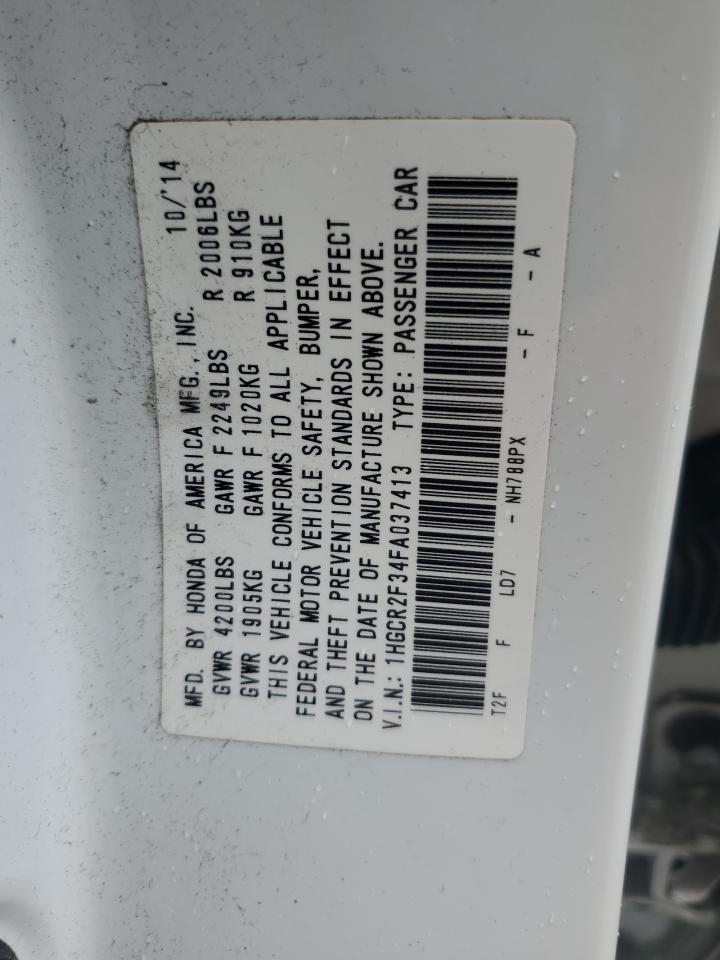 MFD. BY HONDA OF AMERICA MFG., INC. 10/'14
GVWR 4200LBS GAWR F 2249LBS R 2006LBS
GVWR 1905KG GAWR F 1020KG R 910KG
THIS VEHICLE CONFORMS TO ALL APPLICABLE
FEDERAL MOTOR VEHICLE SAFETY, BUMPER,
AND THEFT PREVENTION STANDARDS IN EFFECT
ON THE DATE OF MANUFACTURE SHOWN ABOVE.
V.I.N.: 1HGCR2F34FA037413 TYPE: PASSENGER CAR
T2F F LD7 - NH788PX - F - A